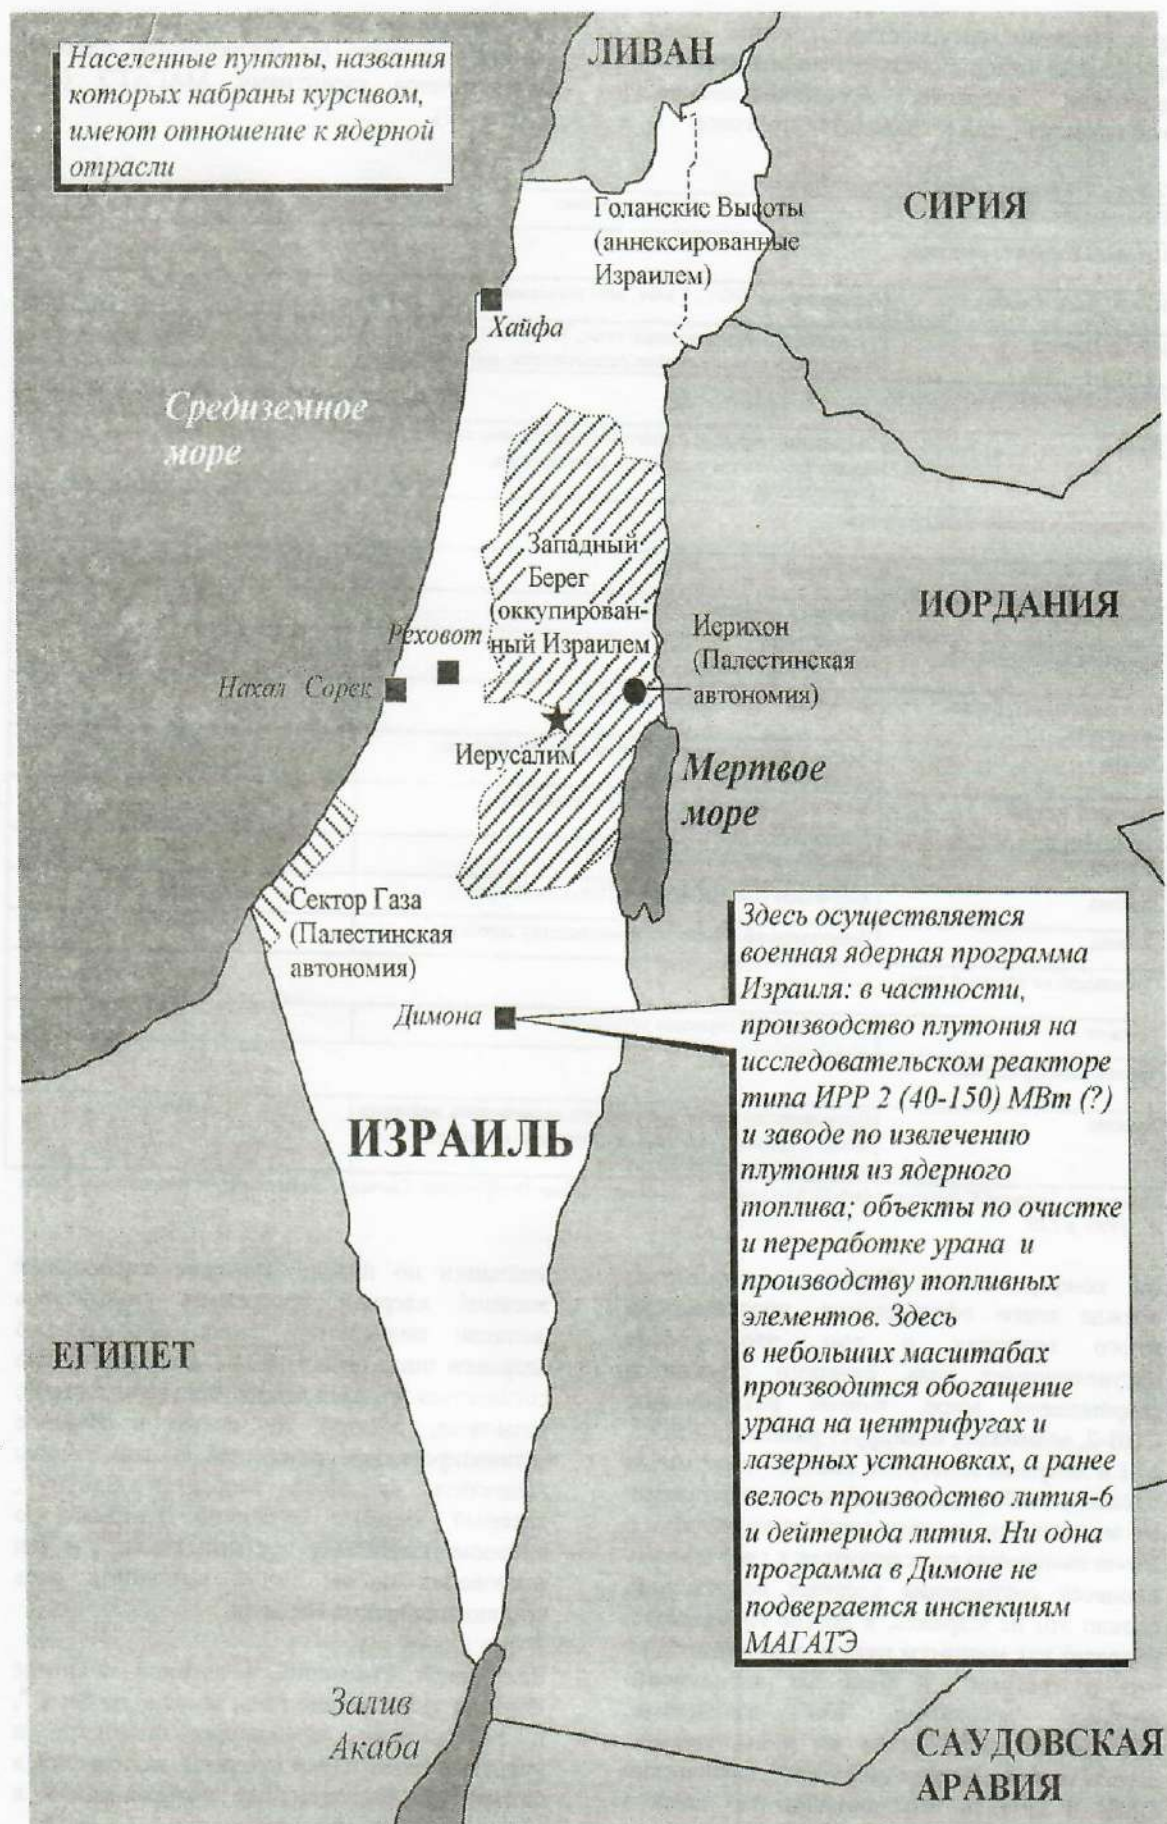 Населенные пункты, названия
которых набраны курсивом,
имеют отношение к ядерной
отрасли
ЛИВАН
СИРИЯ
Голанские Высоты
(аннексированные
Израилем)
Хайфа
Средиземное
море
Западный
Берег
(оккупирован-
ный Израилем)
ИОРДАНИЯ
Иерихон
(Палестинская
автономия)
Реховот
Нахал Сорек
Иерусалим
Мертвое
море
Сектор Газа
(Палестинская
автономия)
Димона
Здесь осуществляется
военная ядерная программа
Израиля: в частности,
производство плутония на
исследовательском реакторе
типа ИРР 2 (40-150) МВт (?)
и заводе по извлечению
плутония из ядерного
топлива; объекты по очистке
и переработке урана и
производству топливных
элементов. Здесь
в небольших масштабах
производится обогащение
урана на центрифугах и
лазерных установках, а ранее
велось производство лития-6
и дейтерида лития. Ни одна
программа в Димоне не
подвергается инспекциям
МАГАТЭ
ИЗРАИЛЬ
ЕГИПЕТ
Залив
Акаба
САУДОВСКАЯ
АРАВИЯ